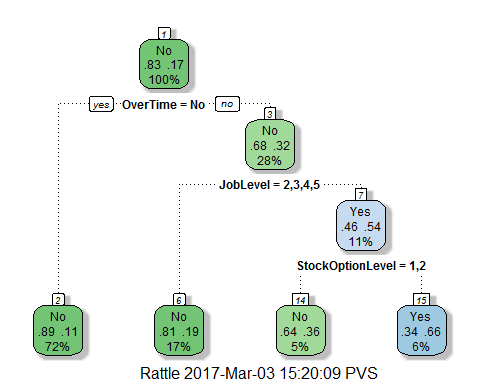 1
No
.83 .17
100%
yes OverTime = No no
3
No
.68 .32
28%
JobLevel = 2,3,4,5
7
Yes
.46 .54
11%
StockOptionLevel = 1,2
2
No
.89 .11
72%
6
No
.81 .19
17%
14
No
.64 .36
5%
15
Yes
.34 .66
6%
Rattle 2017-Mar-03 15:20:09 PVS